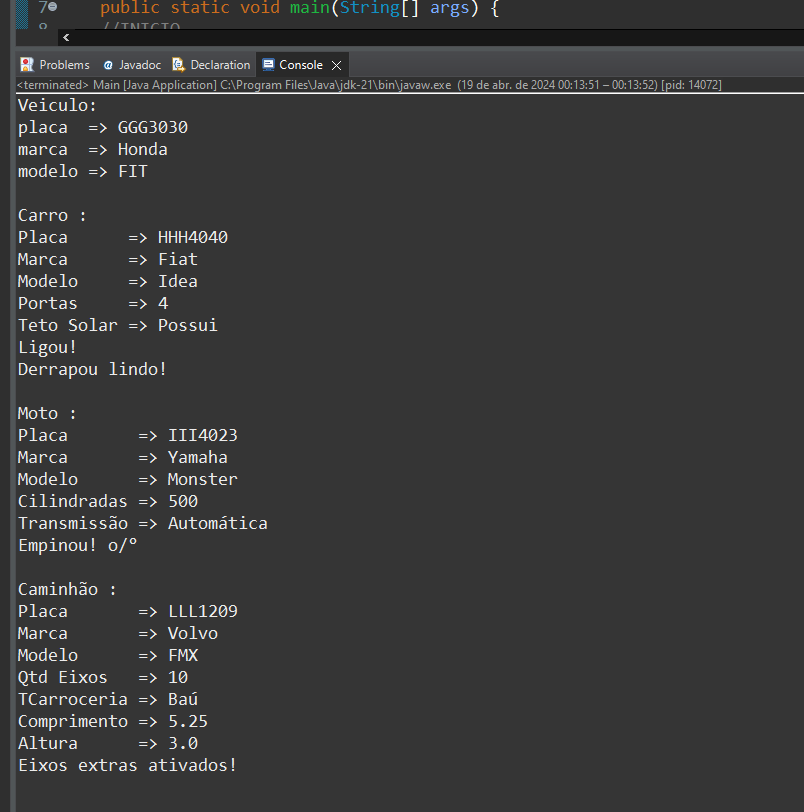 7 public static void main(String[] args) {
8 //INICIO
<
Problems Javadoc Declaration Console
<terminated> Main [Java Application] C:\Program Files\Java\jdk-21\bin\javaw.exe (19 de abr. de 2024 00:13:51 – 00:13:52) [pid: 14072]
Veiculo:
placa  => GGG3030
marca  => Honda
modelo => FIT

Carro :
Placa      => HHH4040
Marca      => Fiat
Modelo     => Idea
Portas     => 4
Teto Solar => Possui
Ligou!
Derrapou lindo!

Moto :
Placa       => III4023
Marca       => Yamaha
Modelo      => Monster
Cilindradas => 500
Transmissão => Automática
Empinou! o/°

Caminhão :
Placa       => LLL1209
Marca       => Volvo
Modelo      => FMX
Qtd Eixos   => 10
TCarroceria => Baú
Comprimento => 5.25
Altura      => 3.0
Eixos extras ativados!